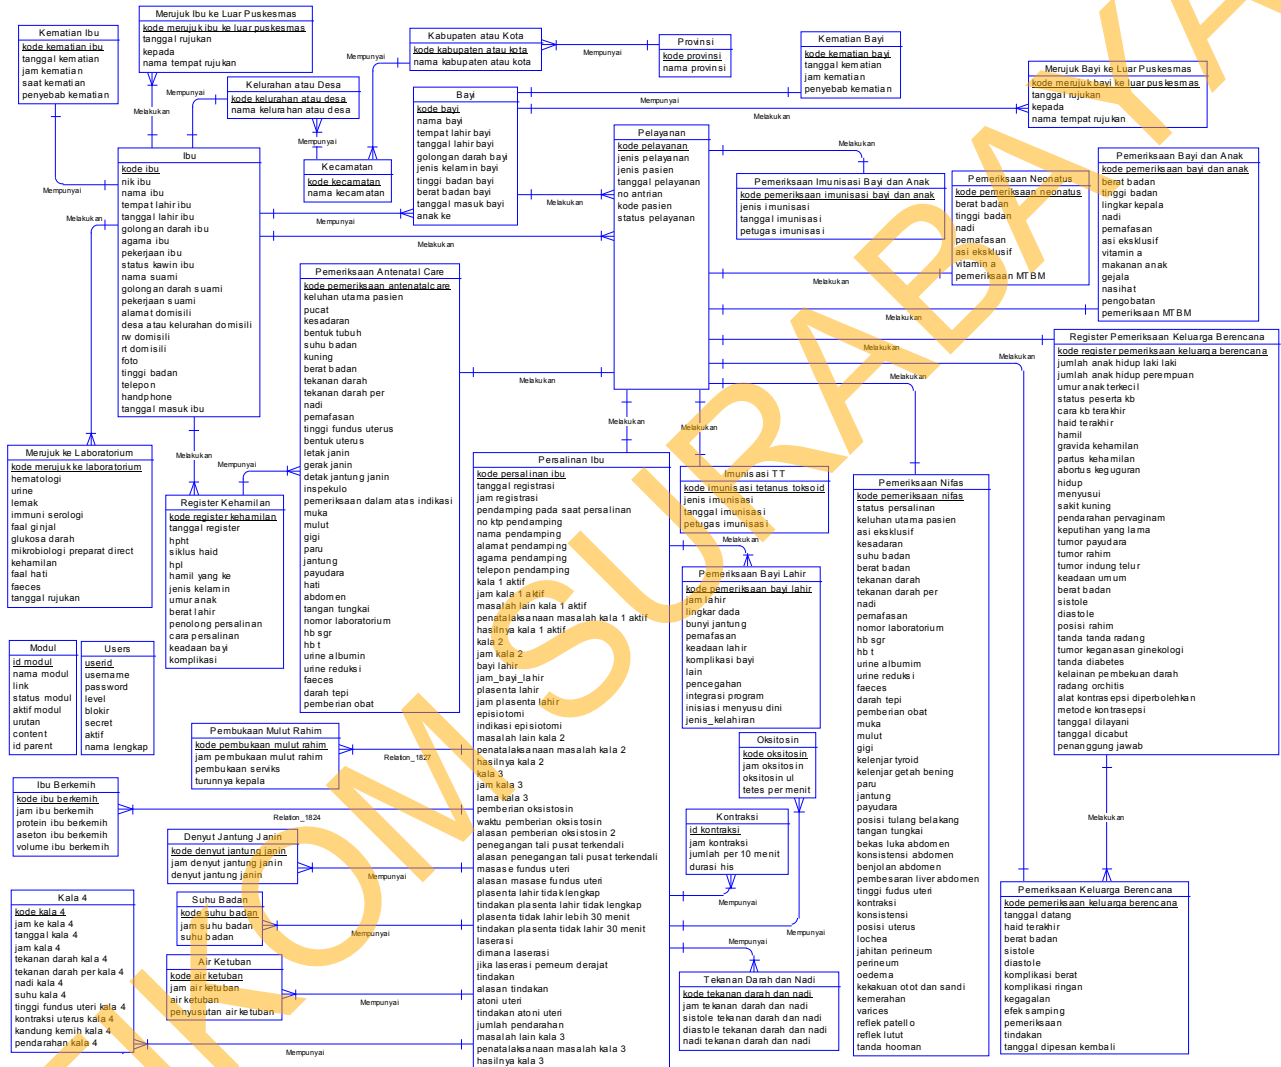 Kematian Ibu
kode kematian ibu
tanggal kematian
jam kematian
saat kematian
penyebab kematian
Merujuk Ibu ke Luar Puskesmas
kode merujuk ibu ke luar puskesmas
tanggal rujukan
kepada
nama tempat rujukan
Kabupaten atau Kota
kode kabupaten atau kota
nama kabupaten atau kota
Mempunyai
Provinsi
kode provinsi
nama provinsi
Kematian Bayi
kode kematian bayi
tanggal kematian
jam kematian
penyebab kematian
Merujuk Bayi ke Luar Puskesmas
kode merujuk bayi ke luar puskesmas
tanggal rujukan
kepada
nama tempat rujukan
Mempunyai
Melakukan
Mempunyai
Kelurahan atau Desa
kode kelurahan atau desa
nama kelurahan atau desa
Mempunyai
Mempunyai
Kecamatan
kode kecamatan
nama kecamatan
Bayi
kode bayi
nama bayi
tempat lahir bayi
tanggal lahir bayi
golongan darah bayi
jenis kelamin bayi
tinggi badan bayi
berat badan bayi
tanggal masuk bayi
anak ke
Mempunyai
Melakukan
Melakukan
Pelayanan
kode pelayanan
jenis pelayanan
jenis pasien
tanggal pelayanan
no antrian
kode pasien
status pelayanan
Melakukan
Pemeriksaan Imunisasi Bayi dan Anak
kode pemeriksaan imunisasi bayi dan anak
jenis imunisasi
tanggal imunisasi
petugas imunisasi
Pemeriksaan Neonatus
kode pemeriksaan neonatus
berat badan
tinggi badan
nadi
pernafasan
asi eksklusif
vitamin a
pemeriksaan MTBM
Pemeriksaan Bayi dan Anak
kode pemeriksaan bayi dan anak
berat badan
tinggi badan
lingkar kepala
nadi
pernafasan
asi eksklusif
vitamin a
makanan anak
gejala
nasihat
pengobatan
pemeriksaan MTBM
Melakukan
Melakukan
Melakukan
Ibu
kode ibu
nik ibu
nama ibu
tempat lahir ibu
tanggal lahir ibu
golongan darah ibu
agama ibu
pekerjaan ibu
status kawin ibu
nama suami
golongan darah suami
pekerjaan suami
alamat domisili
desa atau kelurahan domisili
rw domisili
rt domisili
foto
tinggi badan
telepon
handphone
tanggal masuk ibu
Mempunyai
Melakukan
Mempunyai
Melakukan
Pemeriksaan Antenatal Care
kode pemeriksaan antenatalcare
keluhan utama pasien
pucat
kesadaran
bentuk tubuh
suhu badan
kuning
berat badan
tekanan darah
tekanan darah per
nadi
pernafasan
tinggi fundus uterus
bentuk uterus
letak janin
gerak janin
detak jantung janin
inspekulo
pemeriksaan dalam atas indikasi
muka
mulut
gigi
paru
jantung
payudara
hati
abdomen
tangan tungkai
nomor laboratorium
hb sgr
hb t
urine albumin
urine reduksi
faeces
darah tepi
pemberian obat
Melakukan
Melakukan
Melakukan
Melakukan
Register Pemeriksaan Keluarga Berencana
kode register pemeriksaan keluarga berencana
jumlah anak hidup laki laki
jumlah anak hidup perempuan
umur anak terkecil
status peserta kb
cara kb terakhir
haid terakhir
hamil
gravida kehamilan
partus kehamilan
abortus keguguran
hidup
menyusui
sakit kuning
pendarahan pervaginam
keputihan yang lama
tumor payudara
tumor rahim
tumor indung telur
keadaan umum
berat badan
sistole
diastole
posisi rahim
tanda tanda radang
tumor keganasan ginekologi
tanda diabetes
kelainan pembekuan darah
radang orchitis
alat kontrasepsi diperbolehkan
metode kontrasepsi
tanggal dilayani
tanggal dicabut
penanggung jawab
Merujuk ke Laboratorium
kode merujuk ke laboratorium
hematologi
urine
lemak
immuni serologi
faal ginjal
glukosa darah
mikrobiologi preparat direct
kehamilan
faal hati
faeces
tanggal rujukan
Melakukan
Mempunyai
Register Kehamilan
kode register kehamilan
tanggal register
hpht
siklus haid
hpl
hamil yang ke
jenis kelamin
umur anak
berat lahir
penolong persalinan
cara persalinan
keadaan bayi
komplikasi
Melakukan
Persalinan Ibu
kode persalinan ibu
tanggal registrasi
jam registrasi
pendamping pada saat persalinan
no ktp pendamping
nama pendamping
alamat pendamping
agama pendamping
telepon pendamping
kala 1 aktif
jam kala 1 aktif
masalah lain kala 1 aktif
penatalaksanaan masalah kala 1 aktif
hasilnya kala 1 aktif
kala 2
jam kala 2
bayi lahir
jam_bayi_lahir
plasenta lahir
jam plasenta lahir
episiotomi
indikasi episiotomi
masalah lain kala 2
penatalaksanaan masalah kala 2
hasilnya kala 2
kala 3
jam kala 3
lama kala 3
pemberian oksistosin
waktu pemberian oksistosin
alasan pemberian oksistosin 2
penegangan tali pusat terkendali
alasan penegangan tali pusat terkendali
masase fundus uteri
alasan masase fundus uteri
plasenta lahir tidak lengkap
tindakan plasenta lahir tidak lengkap
plasenta tidak lahir lebih 30 menit
tindakan plasenta tidak lahir 30 menit
laserasi
dimana laserasi
jika laserasi perneum derajat
tindakan
alasan tindakan
atoni uteri
tindakan atoni uteri
jumlah pendarahan
masalah lain kala 3
penatalaksanaan masalah kala 3
hasilnya kala 3
Imunisasi TT
kode imunisasi tetanus toksoid
jenis imunisasi
tanggal imunisasi
petugas imunisasi
Mempunyai
Pemeriksaan Bayi Lahir
kode pemeriksaan bayi lahir
jam lahir
lingkar dada
bunyi jantung
pernafasan
keadaan lahir
komplikasi bayi
lain
pencegahan
integrasi program
inisiasi menyusu dini
jenis_kelahiran
Pemeriksaan Nifas
kode pemeriksaan nifas
status persalinan
keluhan utama pasien
asi eksklusif
kesadaran
suhu badan
berat badan
tekanan darah
tekanan darah per
nadi
pernafasan
nomor laboratorium
hb sgr
hb t
urine albumim
urine reduksi
faeces
darah tepi
pemberian obat
muka
mulut
gigi
kelenjar tyroid
kelenjar getah bening
paru
jantung
payudara
posisi tulang belakang
tangan tungkai
bekas luka abdomen
konsistensi abdomen
benjolan abdomen
pembesaran liver abdomen
tinggi fudus uteri
kontraksi
konsistensi
posisi uterus
lochea
jahitan perineum
perineum
oedema
kekakuan otot dan sandi
kemerahan
varices
reflek patello
reflek lutut
tanda hooman
Modul
id modul
nama modul
link
status modul
aktif modul
urutan
content
id parent
Users
userid
username
password
level
blokir
secret
aktif
nama lengkap
Pembukaan Mulut Rahim
kode pembukaan mulut rahim
jam pembukaan mulut rahim
pembukaan serviks
turunnya kepala
Relation_1827
Oksitosin
kode oksitosin
jam oksitosin
oksitosin ul
tetes per menit
Ibu Berkemih
kode ibu berkemih
jam ibu berkemih
protein ibu berkemih
aseton ibu berkemih
volume ibu berkemih
Relation_1824
Kontraksi
id kontraksi
jam kontraksi
jumlah per 10 menit
durasi his
Melakukan
Denyut Jantung Janin
kode denyut jantung janin
jam denyut jantung janin
denyut jantung janin
Mempunyai
Mempunyai
Mempunyai
Kala 4
kode kala 4
jam ke kala 4
tanggal kala 4
jam kala 4
tekanan darah kala 4
tekanan darah per kala 4
nadi kala 4
suhu kala 4
tinggi fundus uteri kala 4
kontraksi uterus kala 4
kandung kemih kala 4
pendarahan kala 4
Suhu Badan
kode suhu badan
jam suhu badan
suhu badan
Mempunyai
Mempunyai
Air Ketuban
kode air ketuban
jam air ketuban
air ketuban
penyusutan air ketuban
Mempunyai
Mempunyai
Tekanan Darah dan Nadi
kode tekanan darah dan nadi
jam tekanan darah dan nadi
sistole tekanan darah dan nadi
diastole tekanan darah dan nadi
nadi tekanan darah dan nadi
Pemeriksaan Keluarga Berencana
kode pemeriksaan keluarga berencana
tanggal datang
haid terakhir
berat badan
sistole
diastole
komplikasi berat
komplikasi ringan
kegagalan
efek samping
pemeriksaan
tindakan
tanggal dipesan kembali
TIKOM SURABAYA